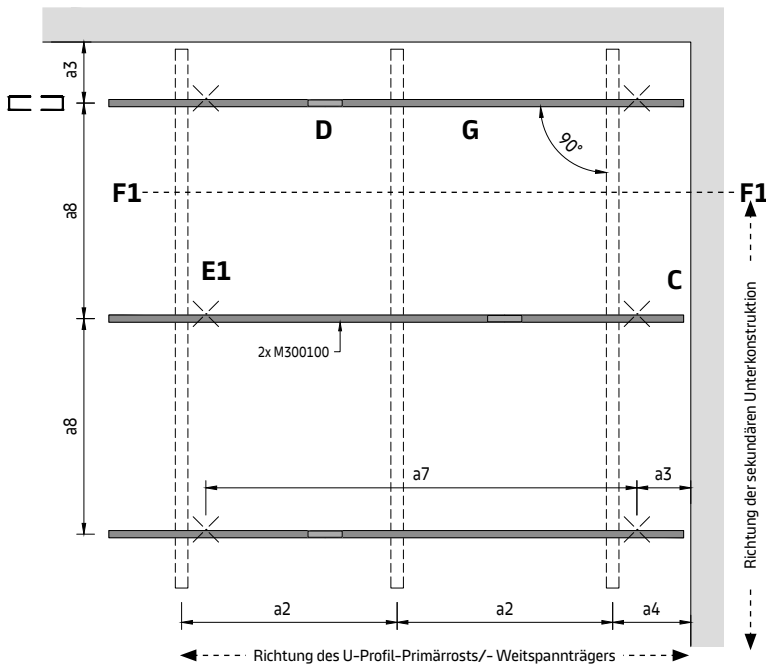 a3
D
G
90°
F1
F1
a8
E1
C
2x M300100
a8
a7
a3
a2
a2
a4
Richtung der sekundären Unterkonstruktion
Richtung des U-Profil-Primärrosts/- Weitspannträgers